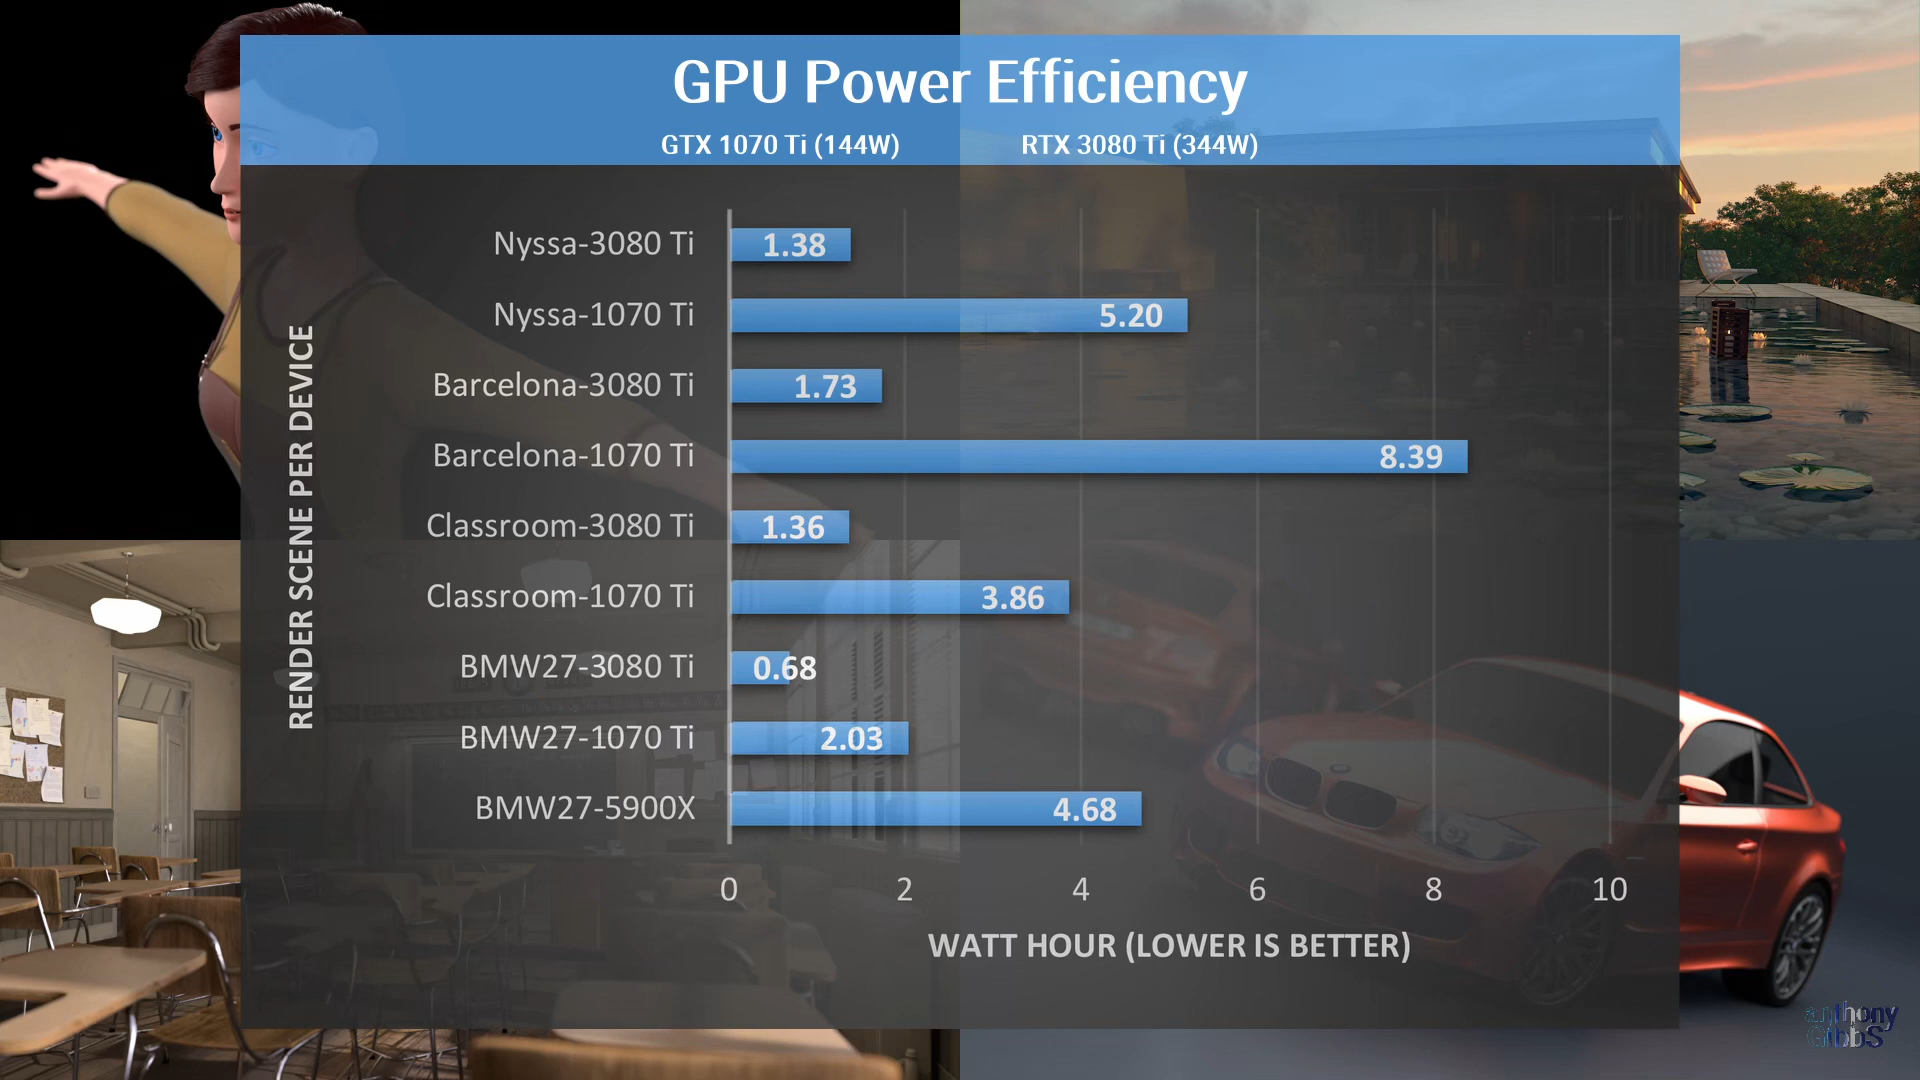 GPU Power Efficiency
GTX 1070 Ti (144W) RTX 3080 Ti (344W)
RENDER SCENE PER DEVICE
Nyssa-3080 Ti 1.38
Nyssa-1070 Ti 5.20
Barcelona-3080 Ti 1.73
Barcelona-1070 Ti 8.39
Classroom-3080 Ti 1.36
Classroom-1070 Ti 3.86
BMW27-3080 Ti 0.68
BMW27-1070 Ti 2.03
BMW27-5900X 4.68
0 2 4 6 8 10
WATT HOUR (LOWER IS BETTER)
anthony
GibbS